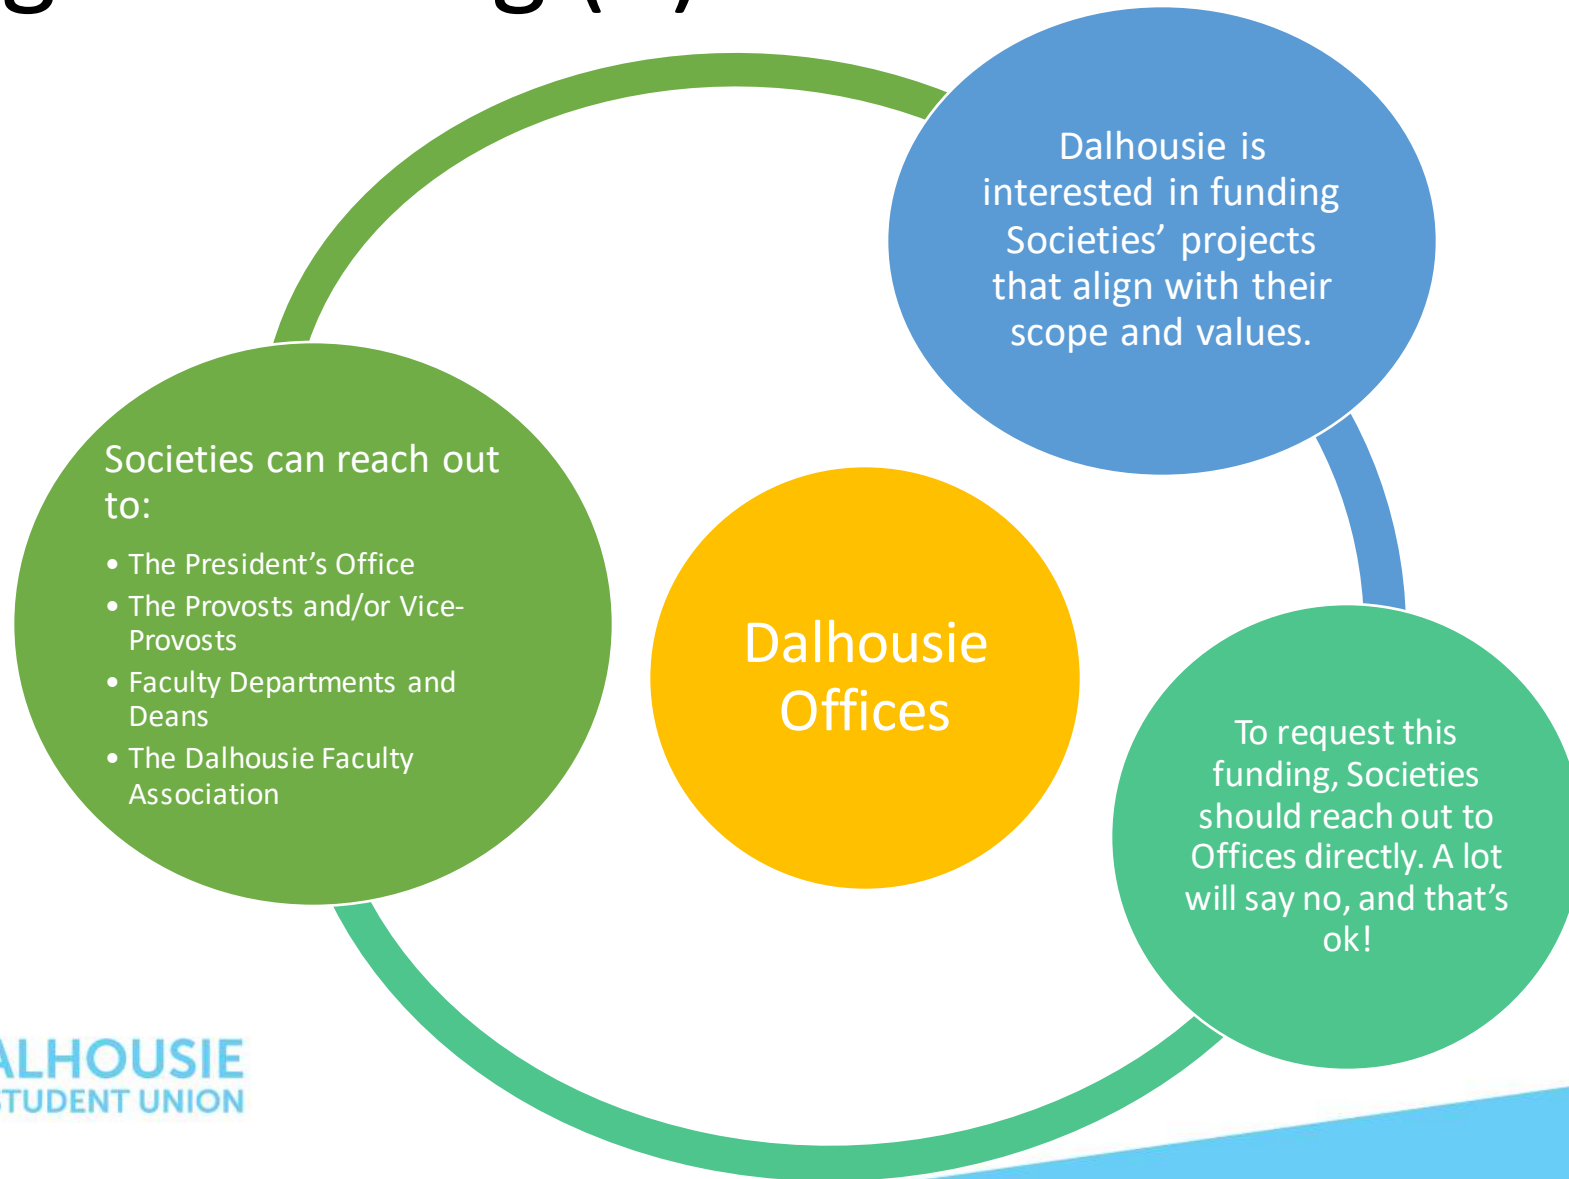 Dalhousie is
interested in funding
Societies’ projects
that align with their
scope and values.
Societies can reach out
to:
• The President’s Office
• The Provosts and/or Vice-
Provosts
• Faculty Departments and
Deans
• The Dalhousie Faculty
Association
Dalhousie
Offices
To request this
funding, Societies
should reach out to
Offices directly. A lot
will say no, and that’s
ok!
ALHOUSIE
STUDENT UNION